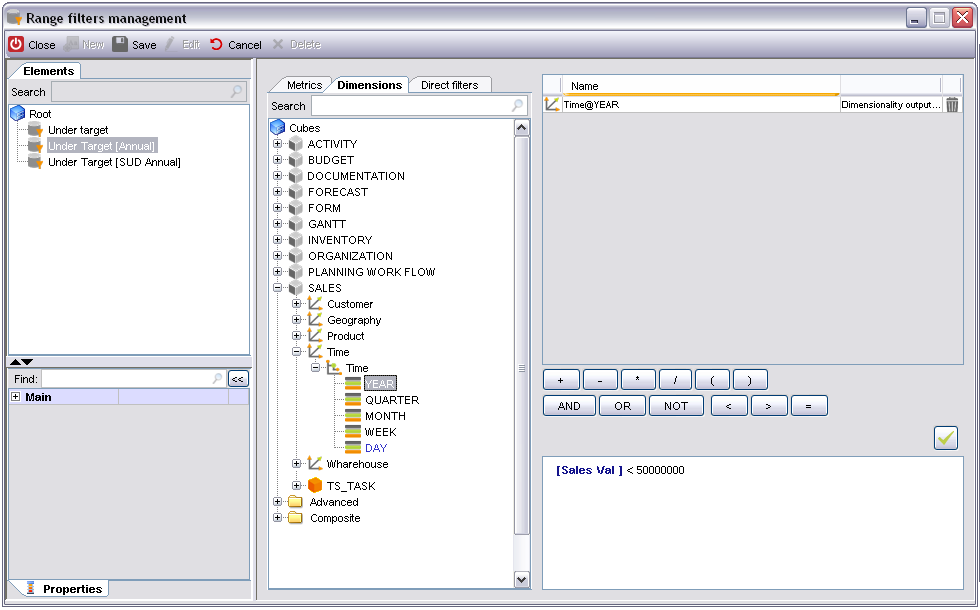 Range filters management
Close New Save Edit Cancel Delete
Elements
Search
Root
Under target
Under Target [Annual]
Under Target [SUD Annual]
Find: <<
Main
Properties
Metrics Dimensions Direct filters
Search
Cubes
ACTIVITY
BUDGET
DOCUMENTATION
FORECAST
FORM
GANTT
INVENTORY
ORGANIZATION
PLANNING WORK FLOW
SALES
Customer
Geography
Product
Time
Time
YEAR
QUARTER
MONTH
WEEK
DAY
Wharehouse
TS_TASK
Advanced
Composite
Name
Time@YEAR Dimensionality output...
+ - * / ( )
AND OR NOT < > =
[Sales Val ] < 50000000